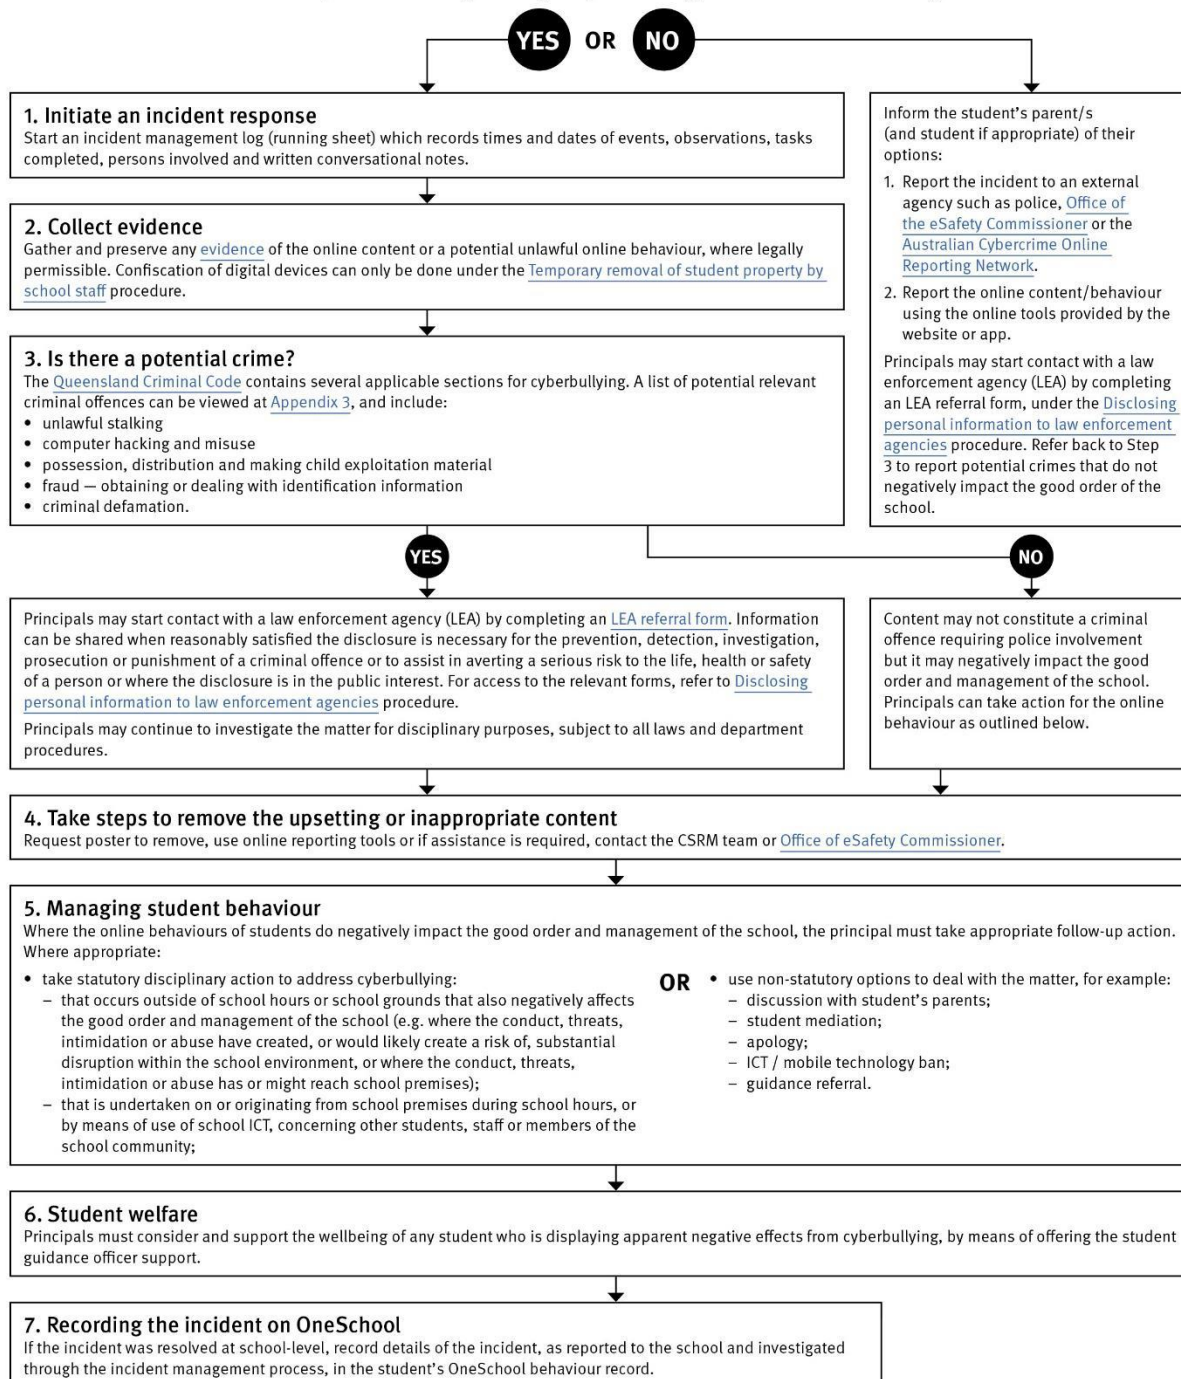 YES OR NO
1. Initiate an incident response
Start an incident management log (running sheet) which records times and dates of events, observations, tasks
completed, persons involved and written conversational notes.
2. Collect evidence
Gather and preserve any evidence of the online content or a potential unlawful online behaviour, where legally
permissible. Confiscation of digital devices can only be done under the Temporary removal of student property by
school staff procedure.
3. Is there a potential crime?
The Queensland Criminal Code contains several applicable sections for cyberbullying. A list of potential relevant
criminal offences can be viewed at Appendix 3, and include:
• unlawful stalking
• computer hacking and misuse
• possession, distribution and making child exploitation material
• fraud — obtaining or dealing with identification information
• criminal defamation.
Inform the student's parent/s
(and student if appropriate) of their
options:
1. Report the incident to an external
agency such as police, Office of
the eSafety Commissioner or the
Australian Cybercrime Online
Reporting Network.
2. Report the online content/behaviour
using the online tools provided by the
website or app.
Principals may start contact with a law
enforcement agency (LEA) by completing
an LEA referral form, under the Disclosing
personal information to law enforcement
agencies procedure. Refer back to Step
3 to report potential crimes that do not
negatively impact the good order of the
school.
YES
NO
Principals may start contact with a law enforcement agency (LEA) by completing an LEA referral form. Information
can be shared when reasonably satisfied the disclosure is necessary for the prevention, detection, investigation,
prosecution or punishment of a criminal offence or to assist in averting a serious risk to the life, health or safety
of a person or where the disclosure is in the public interest. For access to the relevant forms, refer to Disclosing
personal information to law enforcement agencies procedure.
Principals may continue to investigate the matter for disciplinary purposes, subject to all laws and department
procedures.
Content may not constitute a criminal
offence requiring police involvement
but it may negatively impact the good
order and management of the school.
Principals can take action for the online
behaviour as outlined below.
4. Take steps to remove the upsetting or inappropriate content
Request poster to remove, use online reporting tools or if assistance is required, contact the CSRM team or Office of eSafety Commissioner.
5. Managing student behaviour
Where the online behaviours of students do negatively impact the good order and management of the school, the principal must take appropriate follow-up action.
Where appropriate:
• take statutory disciplinary action to address cyberbullying:
– that occurs outside of school hours or school grounds that also negatively affects
the good order and management of the school (e.g. where the conduct, threats,
intimidation or abuse have created, or would likely create a risk of, substantial
disruption within the school environment, or where the conduct, threats,
intimidation or abuse has or might reach school premises);
– that is undertaken on or originating from school premises during school hours, or
by means of use of school ICT, concerning other students, staff or members of the
school community;
OR
• use non-statutory options to deal with the matter, for example:
– discussion with student's parents;
– student mediation;
– apology;
– ICT / mobile technology ban;
– guidance referral.
6. Student welfare
Principals must consider and support the wellbeing of any student who is displaying apparent negative effects from cyberbullying, by means of offering the student
guidance officer support.
7. Recording the incident on OneSchool
If the incident was resolved at school-level, record details of the incident, as reported to the school and investigated
through the incident management process, in the student's OneSchool behaviour record.